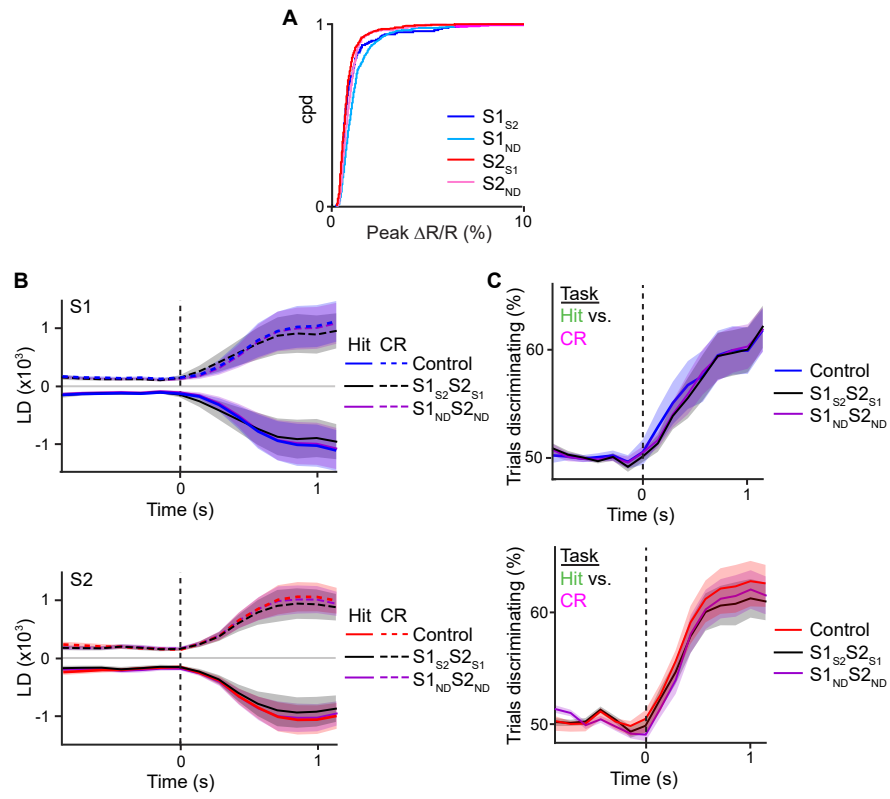 A
1
cpd
0
0
10
Peak ΔR/R (%)
S1S2
S1ND
S2S1
S2ND
B
S1
1
0
-1
LD (x10³)
0
1
Time (s)
Hit CR
Control
S1S2S2S1
S1NDS2ND
S2
1
0
-1
LD (x10³)
0
1
Time (s)
Hit CR
Control
S1S2S2S1
S1NDS2ND
C
Task
Hit vs.
CR
60
50
Trials discriminating (%)
0
1
Time (s)
Control
S1S2S2S1
S1NDS2ND
Task
Hit vs.
CR
60
50
Trials discriminating (%)
0
1
Time (s)
Control
S1S2S2S1
S1NDS2ND